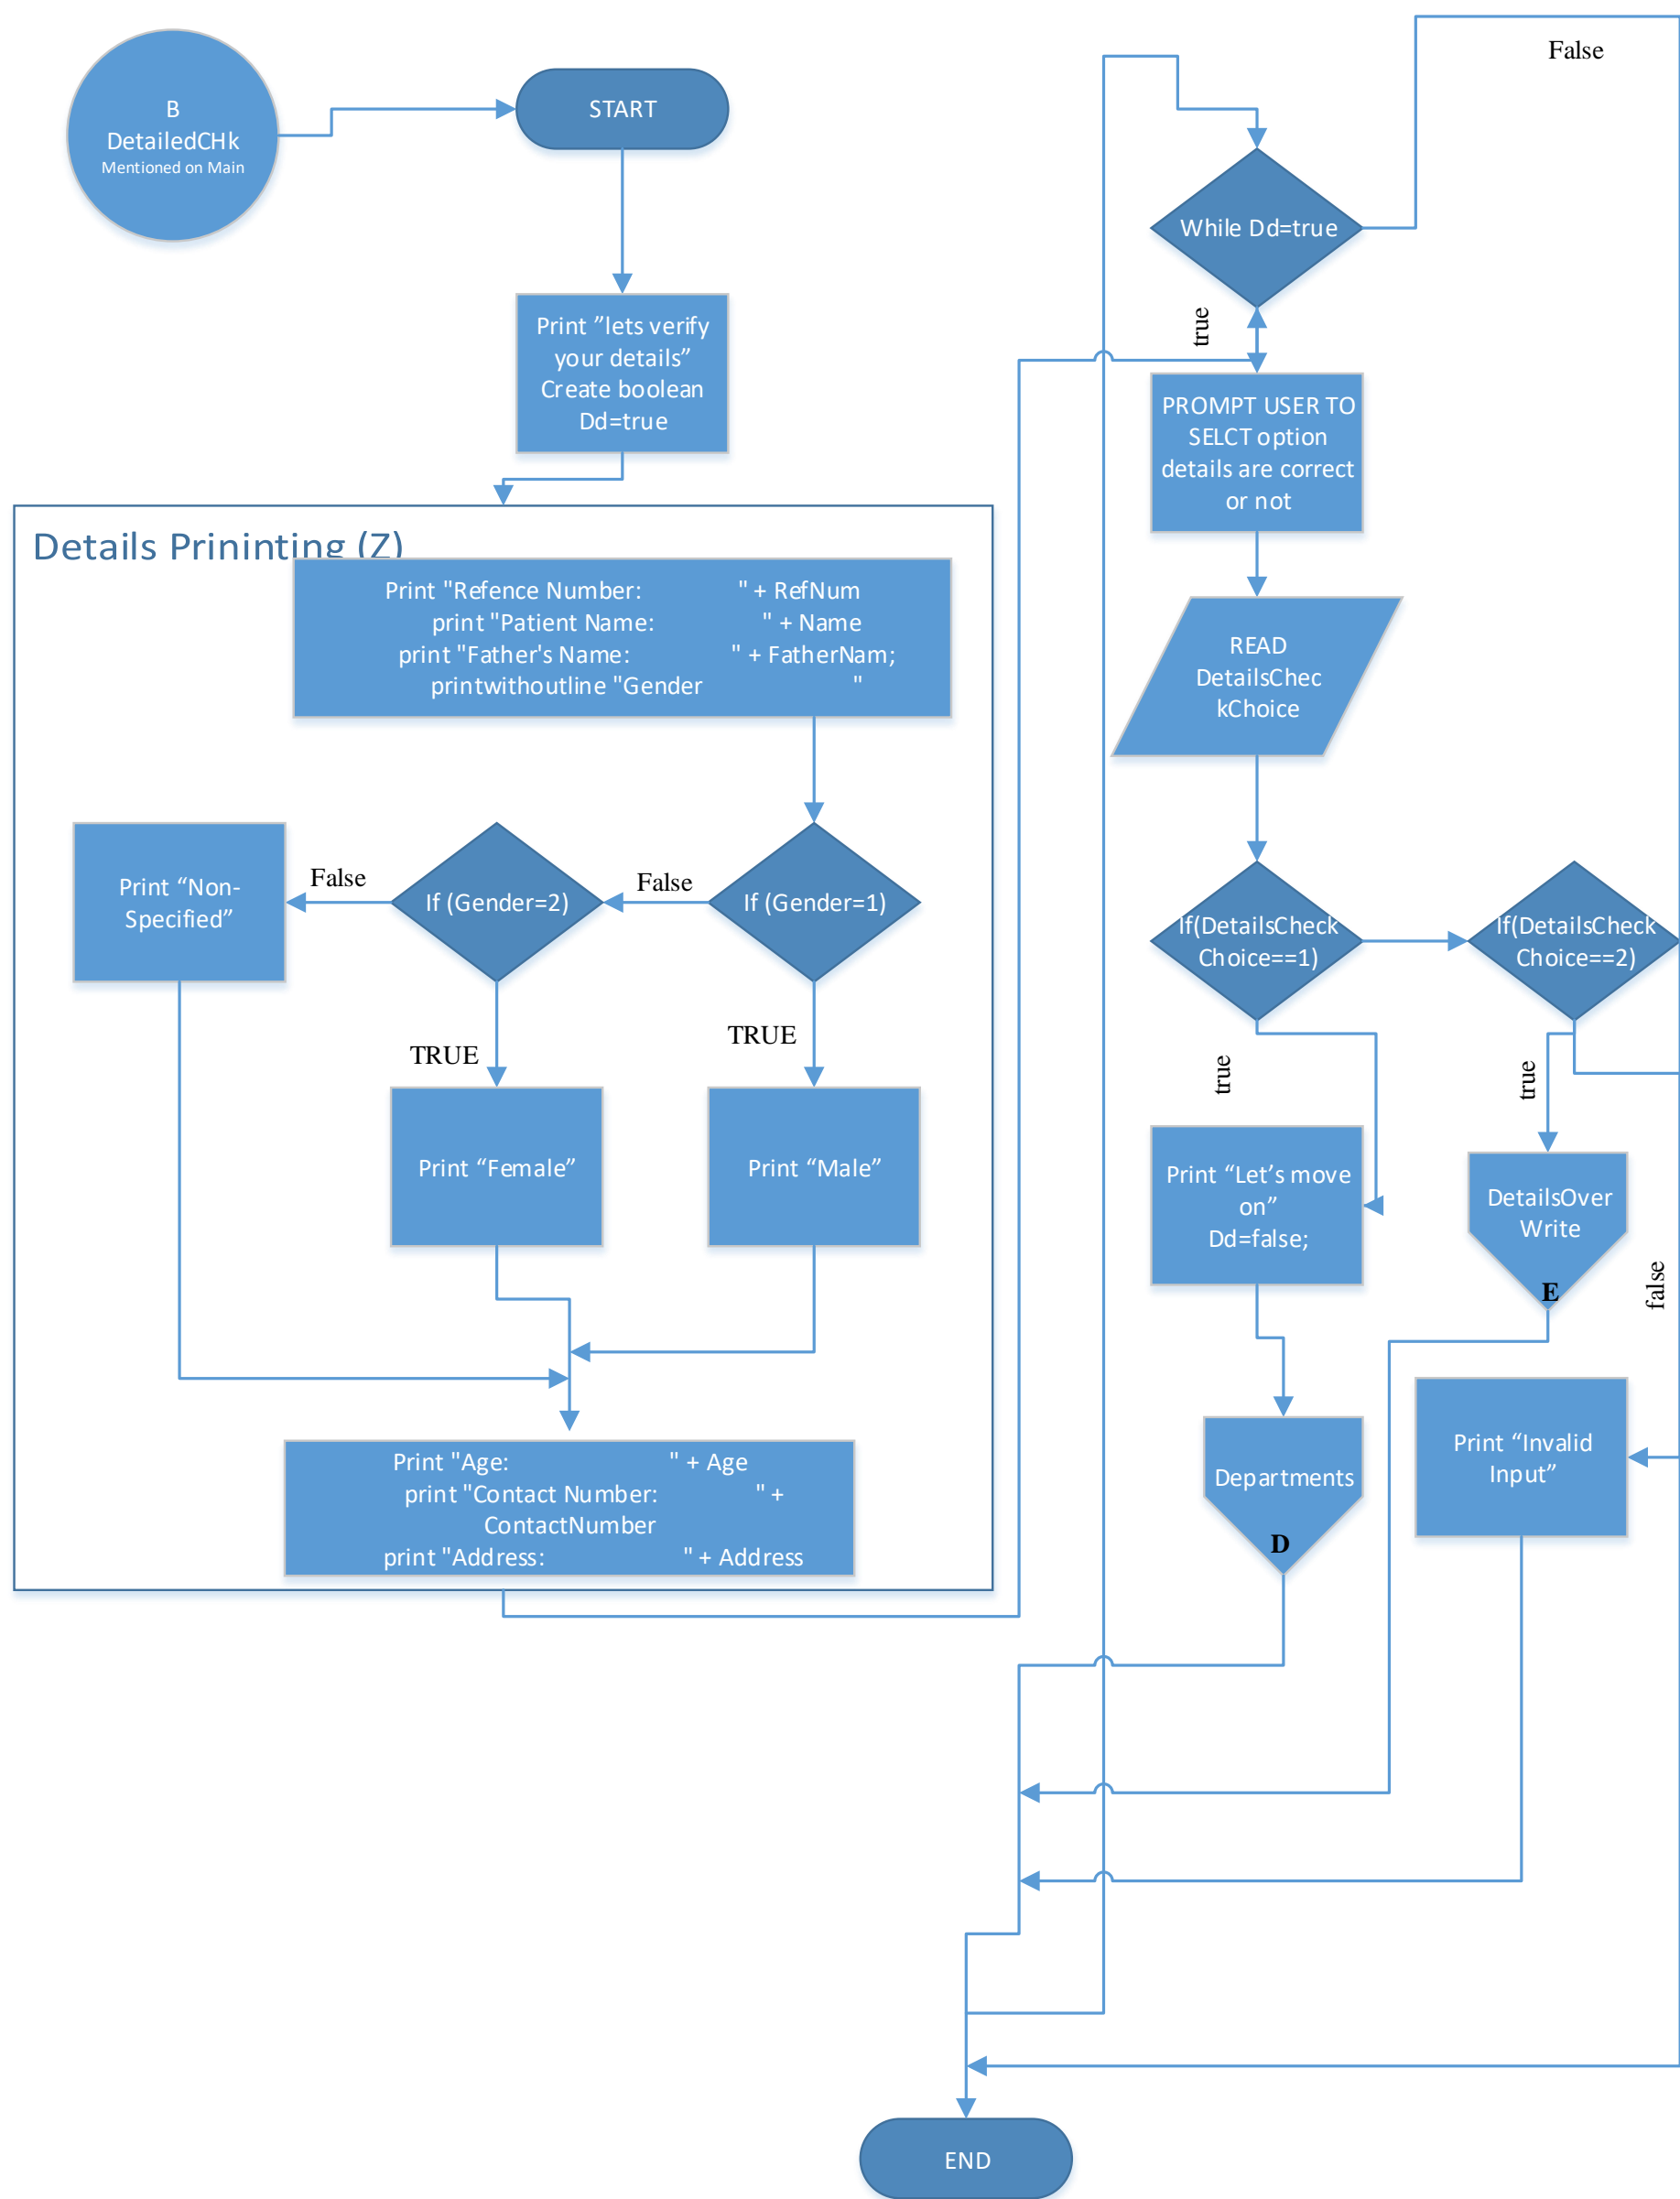 B
DetailedCHk
Mentioned on Main
START
Print ”lets verify
your details”
Create boolean
Dd=true
Details Prininting (Z)
Print "Refence Number: " + RefNum
print "Patient Name: " + Name
print "Father's Name: " + FatherNam;
printwithoutline "Gender "
If (Gender=1)
False
If (Gender=2)
False
Print “Non-
Specified”
TRUE
TRUE
Print “Female”
Print “Male”
Print "Age: " + Age
print "Contact Number: " +
ContactNumber
print "Address: " + Address
False
While Dd=true
true
PROMPT USER TO
SELCT option
details are correct
or not
READ
DetailsChec
kChoice
If(DetailsCheck
Choice==1)
If(DetailsCheck
Choice==2)
true
true
Print “Let’s move
on”
Dd=false;
DetailsOver
Write
E
false
Print “Invalid
Input”
Departments
D
END